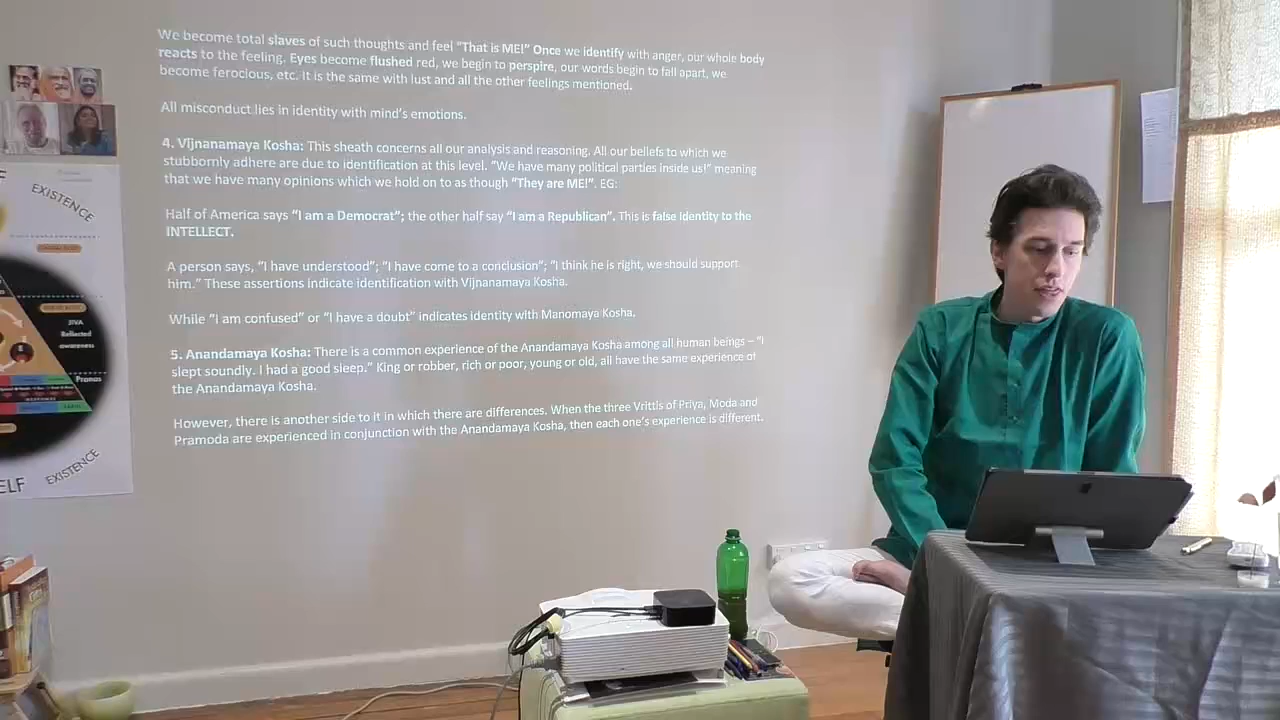 We become total slaves of such thoughts and feel "That is ME!" Once we identify with anger, our whole body
reacts to the feeling. Eyes become flushed red, we begin to perspire, our words begin to fall apart, we
become ferocious, etc. It is the same with lust and all the other feelings mentioned.
All misconduct lies in identity with mind's emotions.
4. Vijnanamaya Kosha: This sheath concerns all our analysis and reasoning. All our beliefs to which we
stubbornly adhere are due to identification at this level. "We have many political parties inside us!" meaning
that we have many opinions which we hold on to as though "They are ME!". EG:
Half of America says "I am a Democrat"; the other half say "I am a Republican". This is false identity to the
INTELLECT.
A person says, "I have understood"; "I have come to a conclusion"; "I think he is right, we should support
him." These assertions indicate identification with Vijnanamaya Kosha.
While "I am confused" or "I have a doubt" indicates identity with Manomaya Kosha.
5. Anandamaya Kosha: There is a common experience of the Anandamaya Kosha among all human beings – "I
slept soundly. I had a good sleep." King or robber, rich or poor, young or old, all have the same experience of
the Anandamaya Kosha.
However, there is another side to it in which there are differences. When the three Vrittis of Priya, Moda and
Pramoda are experienced in conjunction with the Anandamaya Kosha, then each one's experience is different.
EXISTENCE
JIVA
Reflected
awareness
Pranas
EXISTENCE